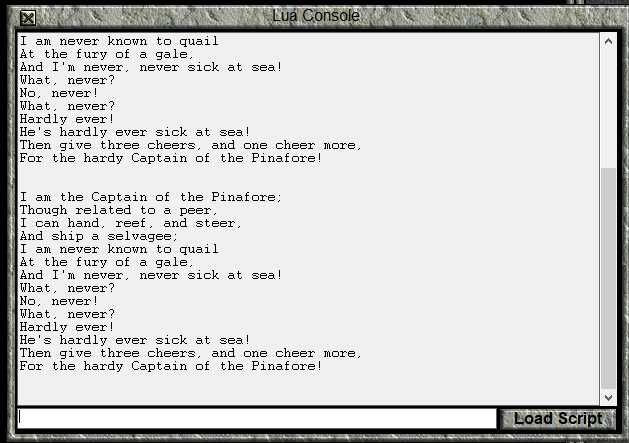 Lua Console
I am never known to quail
At the fury of a gale,
And I'm never, never sick at sea!
What, never?
No, never!
What, never?
Hardly ever!
He's hardly ever sick at sea!
Then give three cheers, and one cheer more,
For the hardy Captain of the Pinafore!
I am the Captain of the Pinafore;
Though related to a peer,
I can hand, reef, and steer,
And ship a selvagee;
I am never known to quail
At the fury of a gale,
And I'm never, never sick at sea!
What, never?
No, never!
What, never?
Hardly ever!
He's hardly ever sick at sea!
Then give three cheers, and one cheer more,
For the hardy Captain of the Pinafore!
Load Script